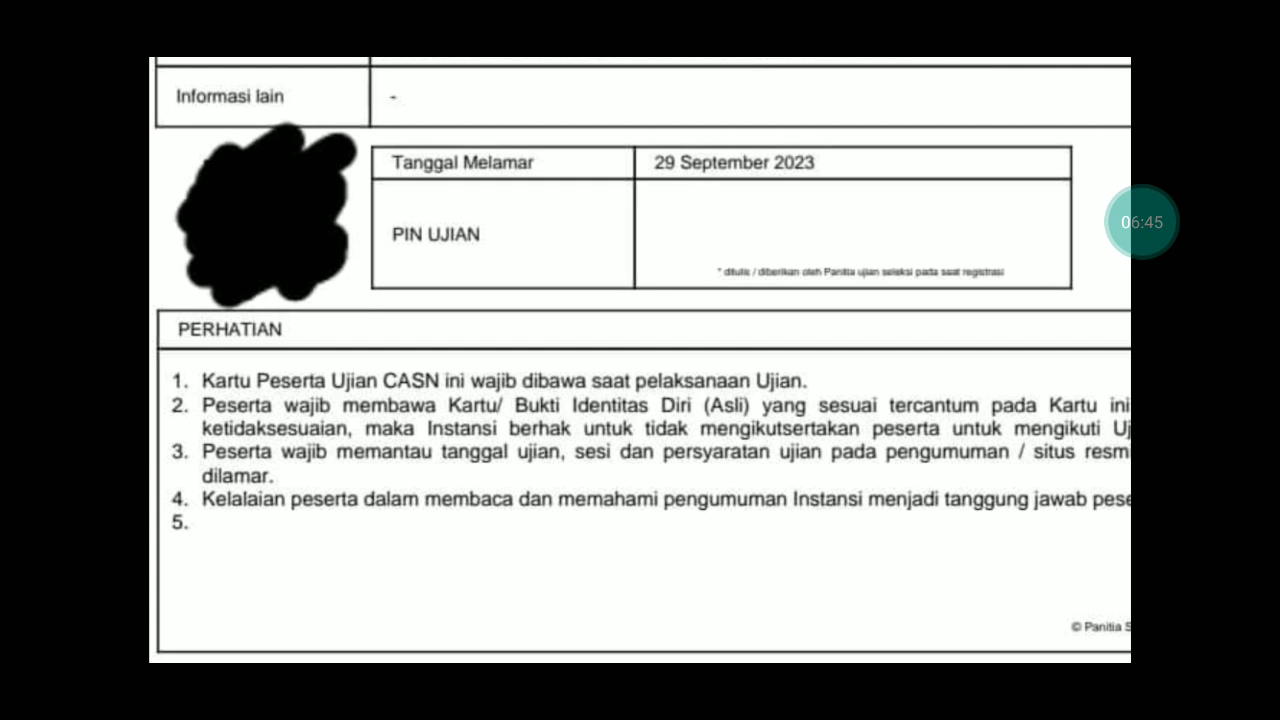 Informasi lain -
Tanggal Melamar 29 September 2023
06:45
PIN UJIAN
* ditulis / diberikan oleh Panitia ujian seleksi pada saat registrasi
PERHATIAN
1. Kartu Peserta Ujian CASN ini wajib dibawa saat pelaksanaan Ujian.
2. Peserta wajib membawa Kartu/ Bukti Identitas Diri (Asli) yang sesuai tercantum pada Kartu ini
ketidaksesuaian, maka Instansi berhak untuk tidak mengikutsertakan peserta untuk mengikuti Uj
3. Peserta wajib memantau tanggal ujian, sesi dan persyaratan ujian pada pengumuman / situs resm
dilamar.
4. Kelalaian peserta dalam membaca dan memahami pengumuman Instansi menjadi tanggung jawab pese
5.
© Panitia S